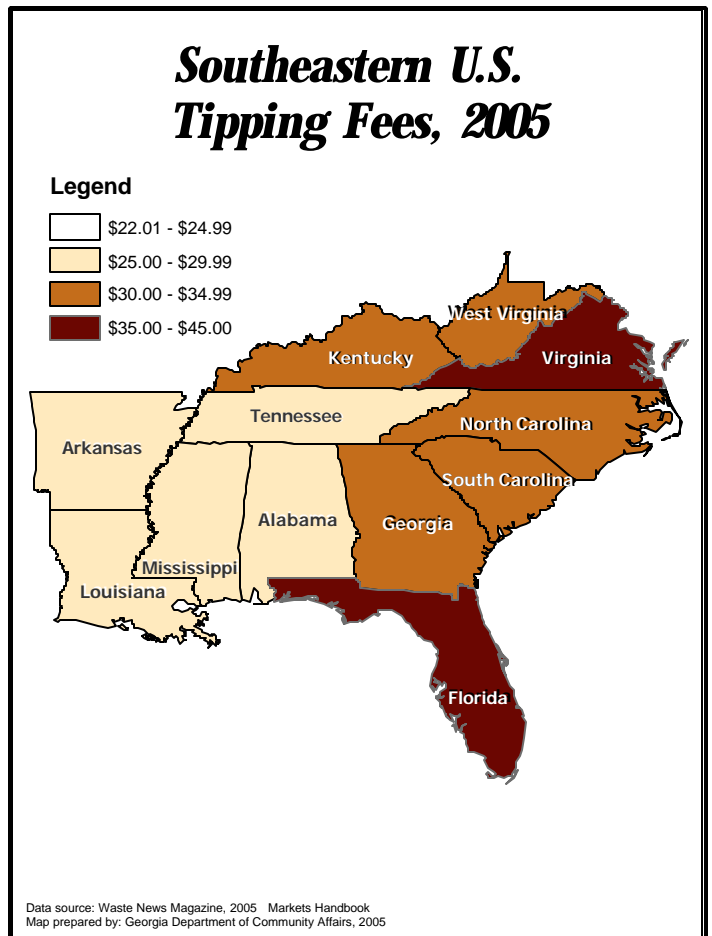 Southeastern U.S.
Tipping Fees, 2005
Legend
$22.01 - $24.99
$25.00 - $29.99
$30.00 - $34.99
$35.00 - $45.00
West Virginia
Kentucky
Virginia
Tennessee
North Carolina
Arkansas
South Carolina
Alabama
Georgia
Mississippi
Louisiana
Florida
Data source: Waste News Magazine, 2005 Markets Handbook
Map prepared by: Georgia Department of Community Affairs, 2005